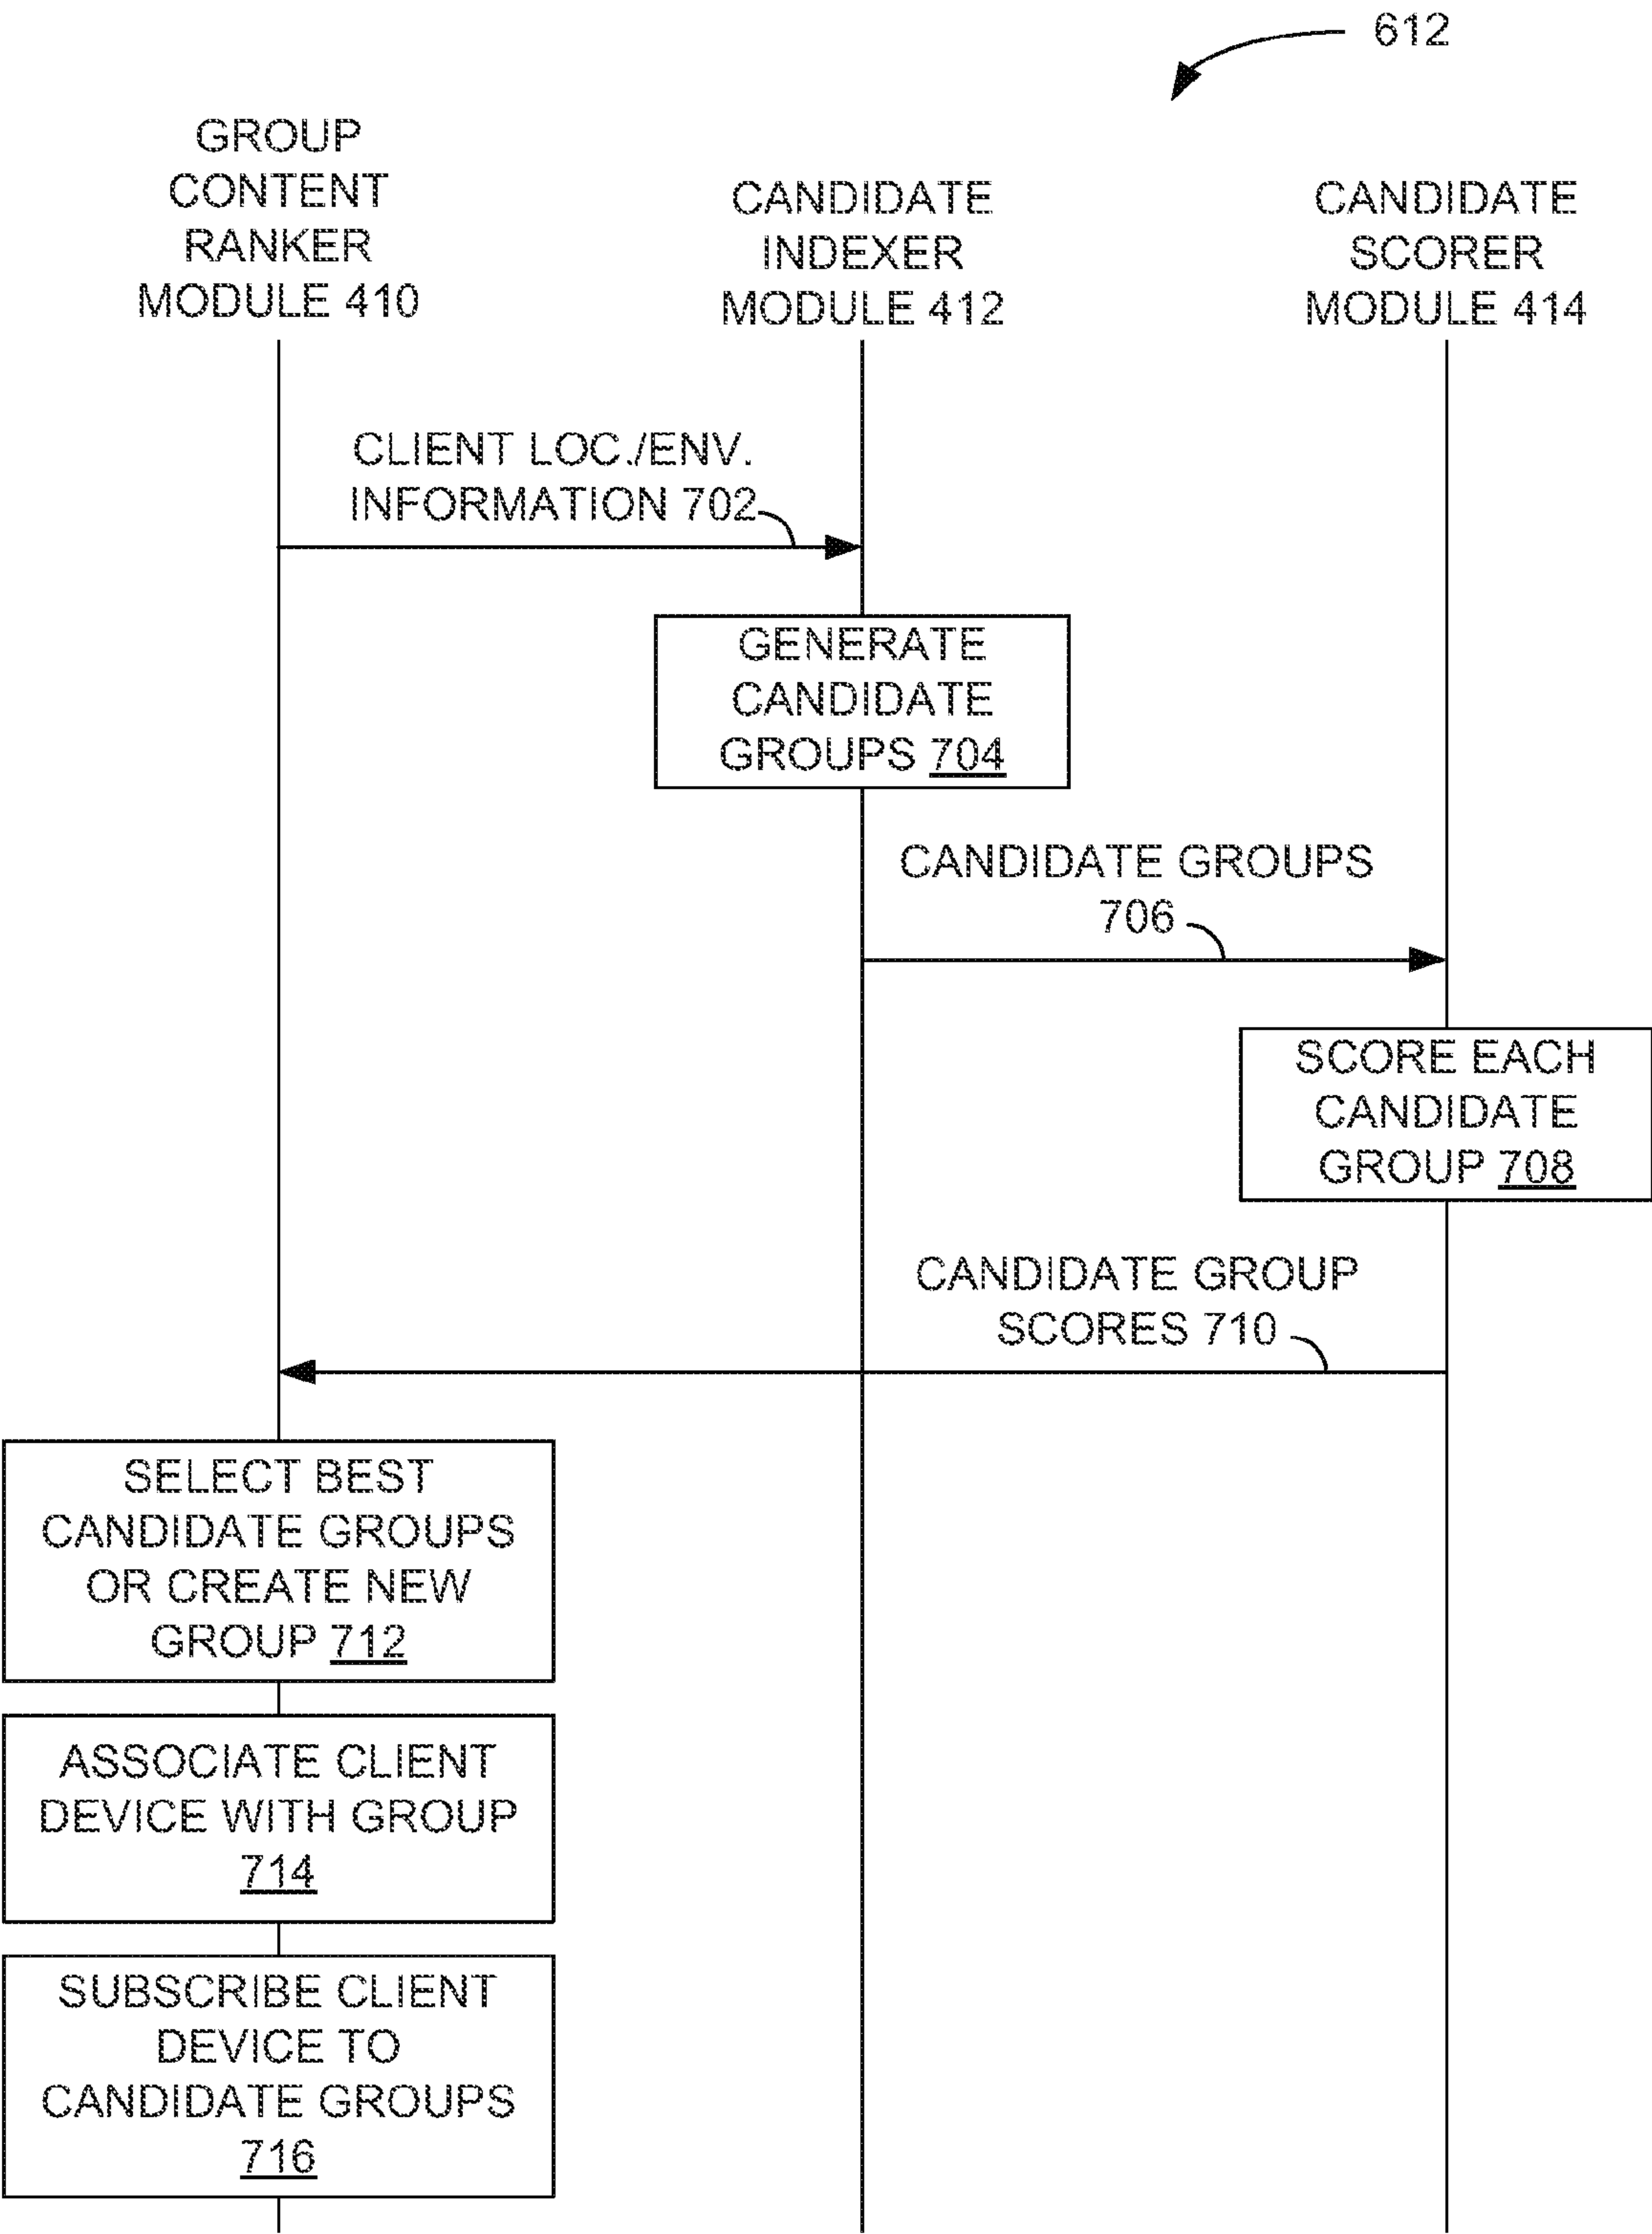 612
GROUP
CONTENT
RANKER
MODULE 410
CANDIDATE
INDEXER
MODULE 412
CANDIDATE
SCORER
MODULE 414
CLIENT LOC./ENV.
INFORMATION 702
GENERATE
CANDIDATE
GROUPS 704
CANDIDATE GROUPS
706
SCORE EACH
CANDIDATE
GROUP 708
CANDIDATE GROUP
SCORES 710
SELECT BEST
CANDIDATE GROUPS
OR CREATE NEW
GROUP 712
ASSOCIATE CLIENT
DEVICE WITH GROUP
714
SUBSCRIBE CLIENT
DEVICE TO
CANDIDATE GROUPS
716